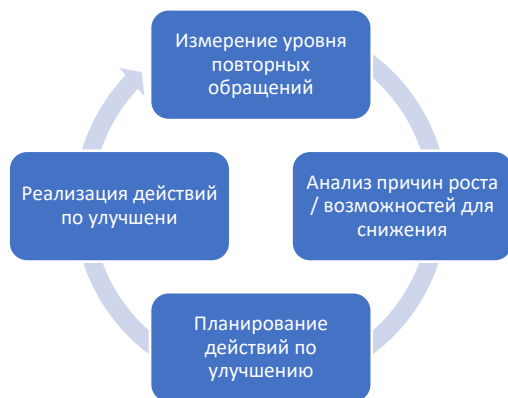 Измерение уровня
повторных
обращений
Анализ причин роста
/ возможностей для
снижения
Планирование
действий по
улучшению
Реализация действий
по улучшени